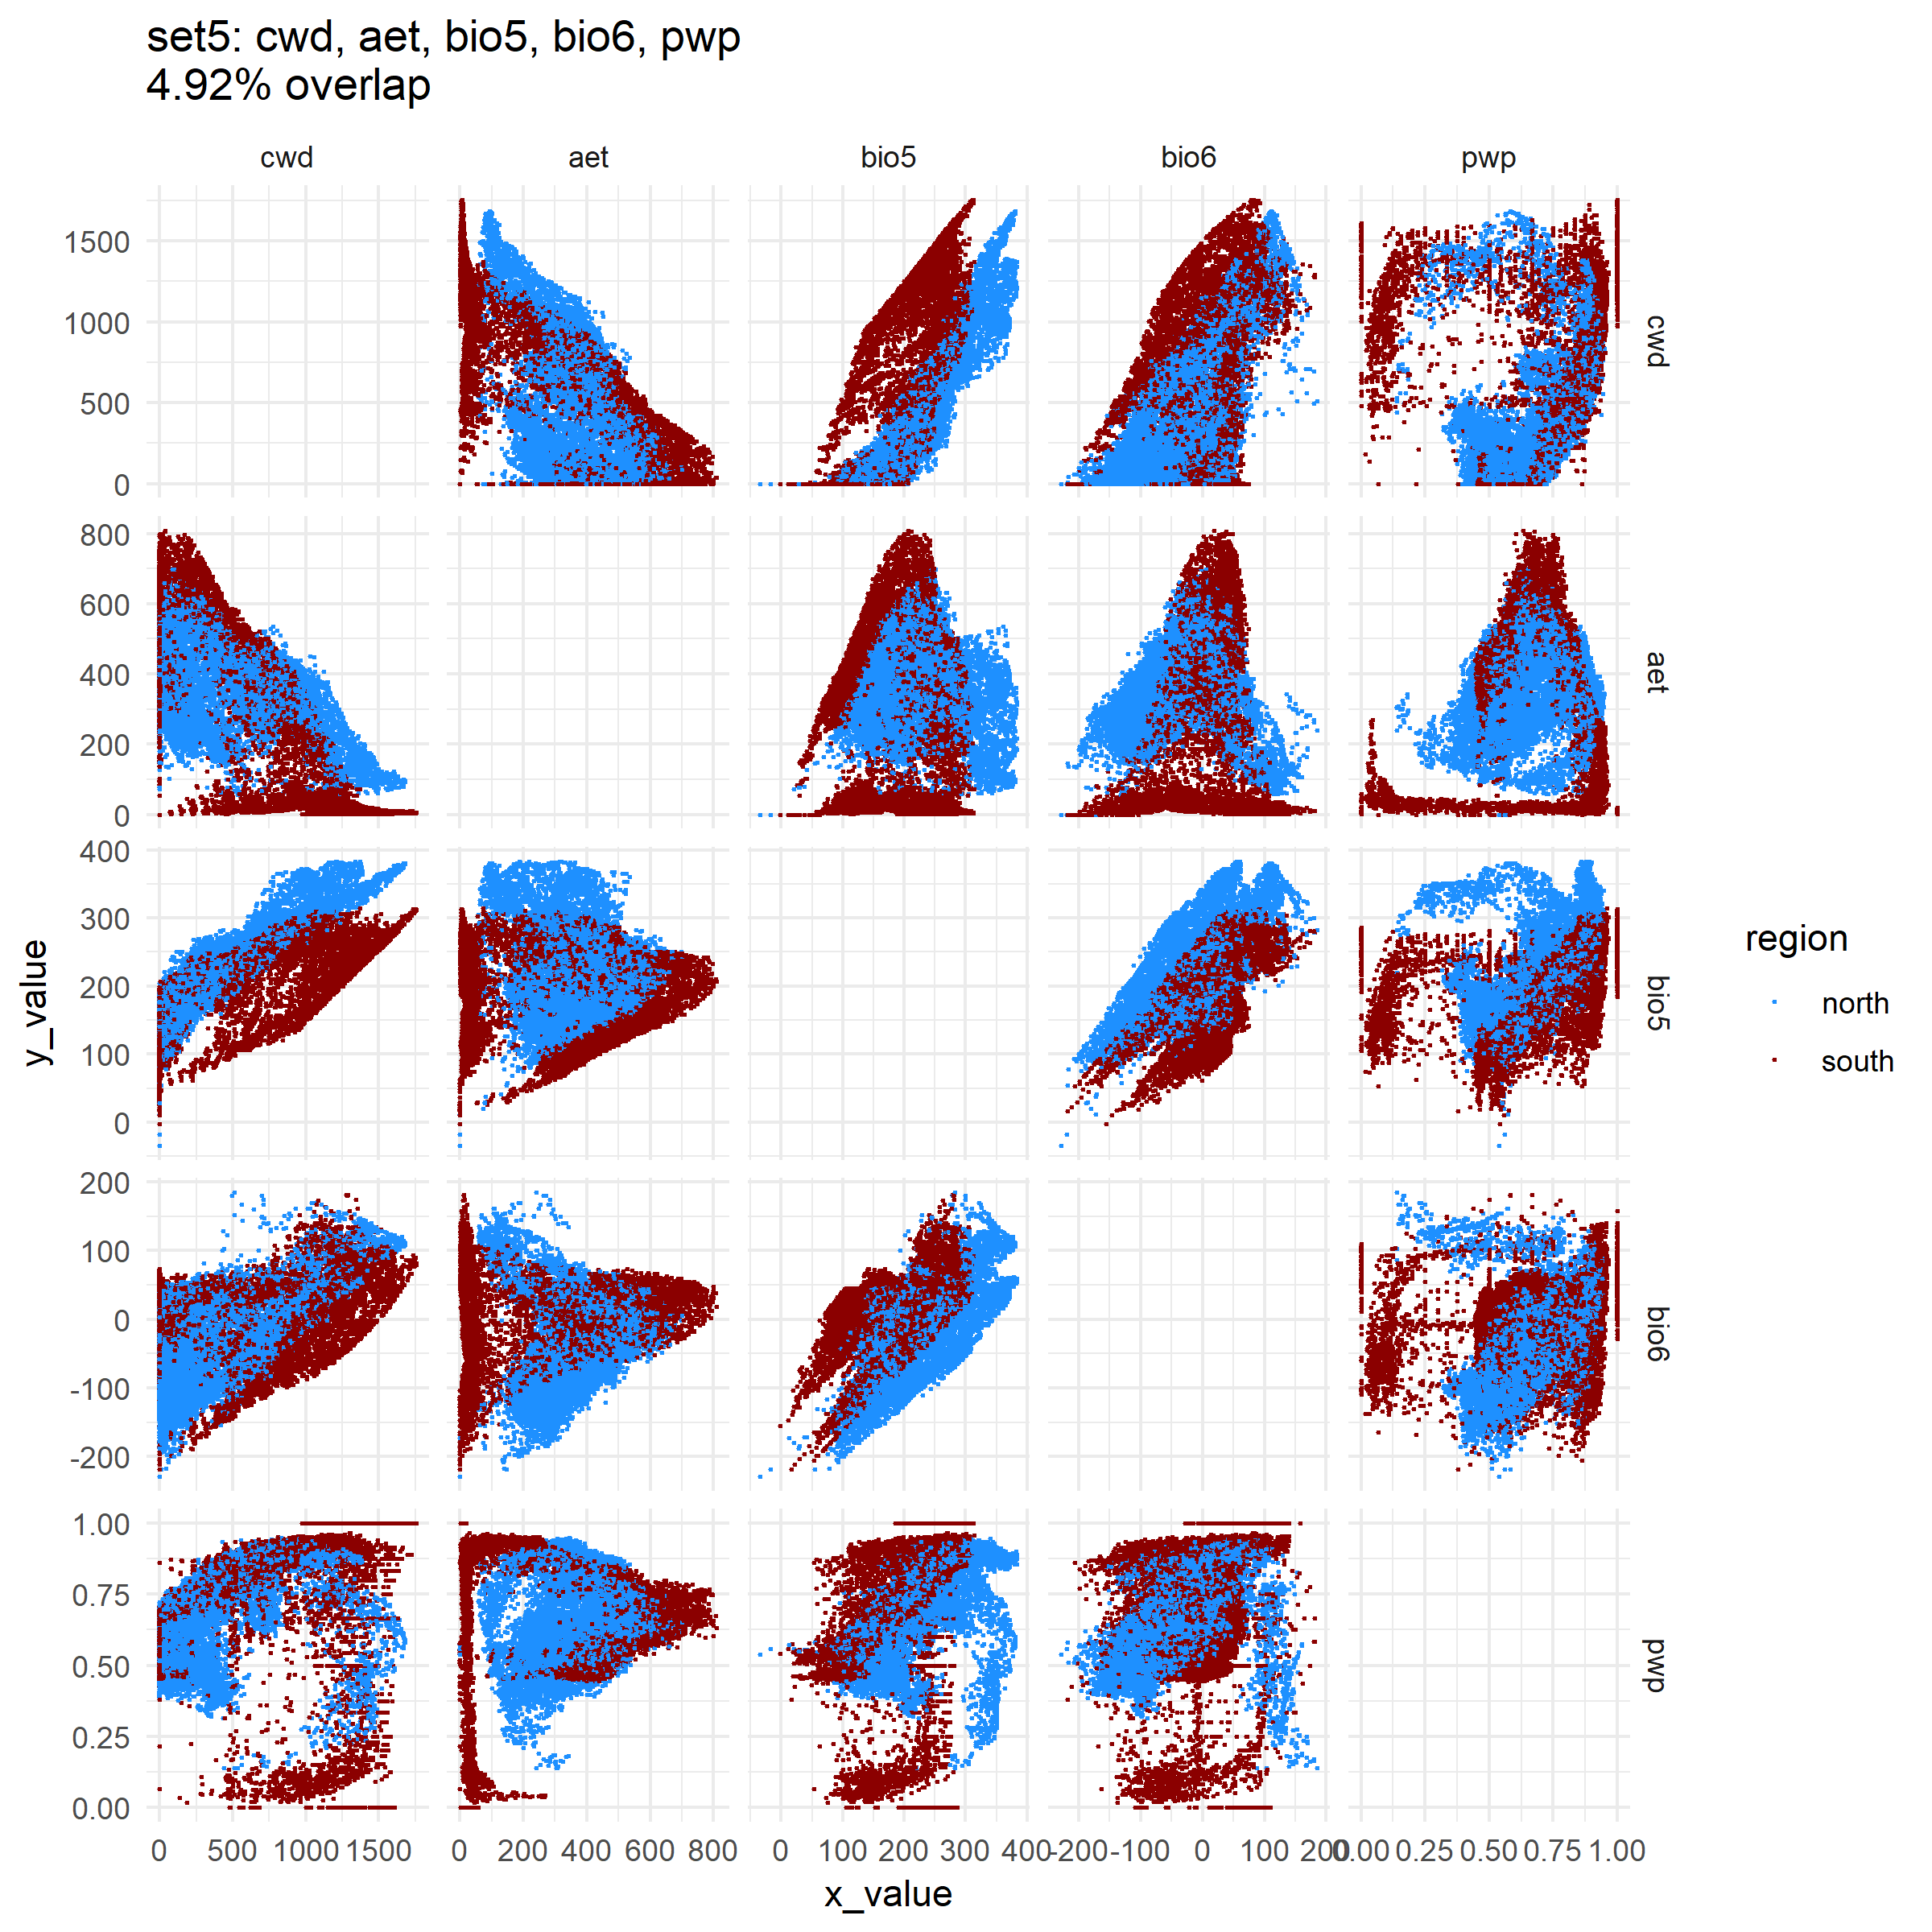 set5: cwd, aet, bio5, bio6, pwp
4.92% overlap
cwd aet bio5 bio6 pwp
1500
1000
500
0
cwd
800
600
400
200
0
aet
400
300
200
100
0
bio5
200
100
0
-100
-200
bio6
1.00
0.75
0.50
0.25
0.00
pwp
0 500 1000 1500 0 200 400 600 800 0 100 200 300 400 -200 -100 0 100 200 0.00 0.25 0.50 0.75 1.00
x_value
y_value
region
north
south